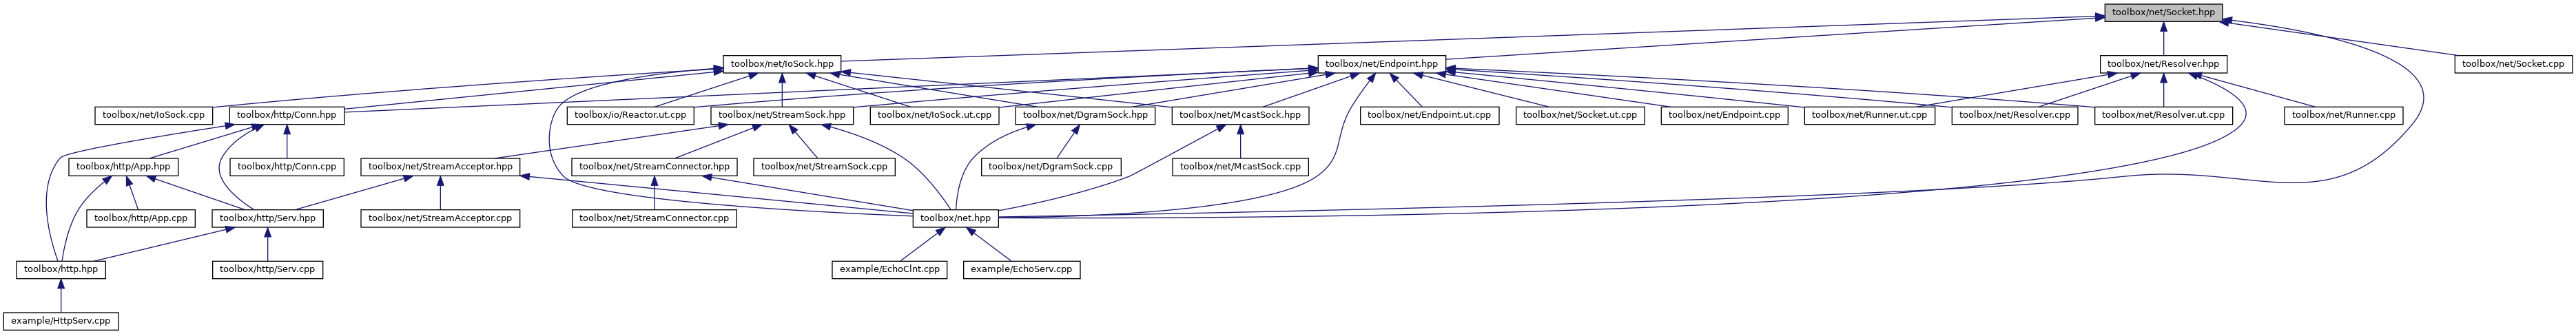 toolbox/net/Socket.hpp
toolbox/net/IoSock.hpp
toolbox/net/Endpoint.hpp
toolbox/net/Resolver.hpp
toolbox/net/Socket.cpp
toolbox/net/IoSock.cpp
toolbox/http/Conn.hpp
toolbox/io/Reactor.ut.cpp
toolbox/net/StreamSock.hpp
toolbox/net/IoSock.ut.cpp
toolbox/net/DgramSock.hpp
toolbox/net/McastSock.hpp
toolbox/net/Endpoint.ut.cpp
toolbox/net/Socket.ut.cpp
toolbox/net/Endpoint.cpp
toolbox/net/Runner.ut.cpp
toolbox/net/Resolver.cpp
toolbox/net/Resolver.ut.cpp
toolbox/net/Runner.cpp
toolbox/http/App.hpp
toolbox/http/Conn.cpp
toolbox/net/StreamAcceptor.hpp
toolbox/net/StreamConnector.hpp
toolbox/net/StreamSock.cpp
toolbox/net/DgramSock.cpp
toolbox/net/McastSock.cpp
toolbox/http/App.cpp
toolbox/http/Serv.hpp
toolbox/net/StreamAcceptor.cpp
toolbox/net/StreamConnector.cpp
toolbox/net.hpp
toolbox/http.hpp
toolbox/http/Serv.cpp
example/EchoClnt.cpp
example/EchoServ.cpp
example/HttpServ.cpp